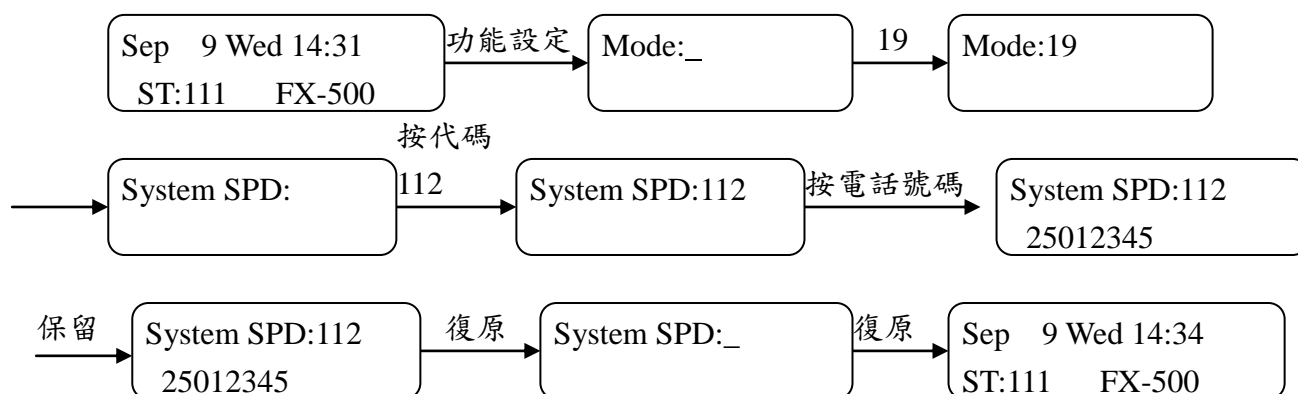 Sep 9 Wed 14:31
ST:111 FX-500
功能設定
Mode:_
19
Mode:19
System SPD:
按代碼
112
System SPD:112
按電話號碼
System SPD:112
25012345
保留
System SPD:112
25012345
復原
System SPD:_
復原
Sep 9 Wed 14:34
ST:111 FX-500